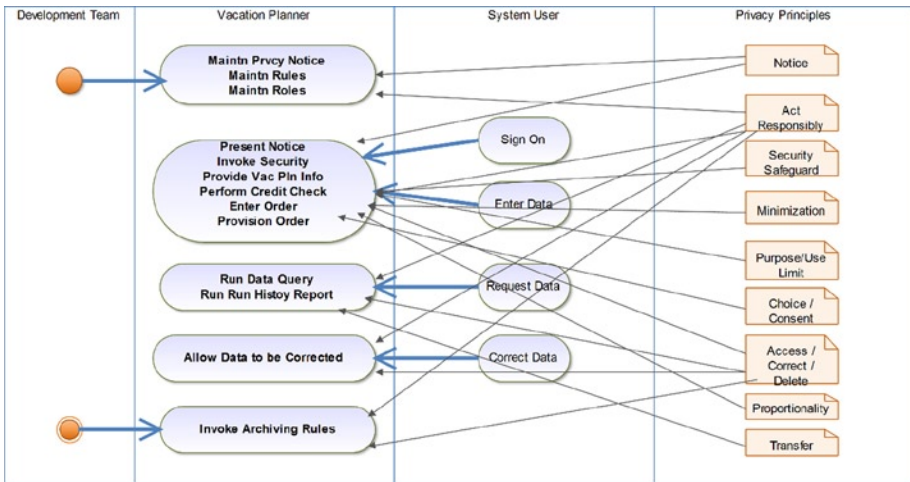 Development Team
Vacation Planner
System User
Privacy Principles
Maintn Prvcy Notice
Maintn Rules
Maintn Roles
Notice
Act
Responsibly
Present Notice
Invoke Security
Provide Vac Pln Info
Perform Credit Check
Enter Order
Provision Order
Sign On
Security
Safeguard
Enter Data
Minimization
Purpose/Use
Limit
Run Data Query
Run Run Histoy Report
Request Data
Choice /
Consent
Allow Data to be Corrected
Correct Data
Access /
Correct /
Delete
Proportionality
Invoke Archiving Rules
Transfer